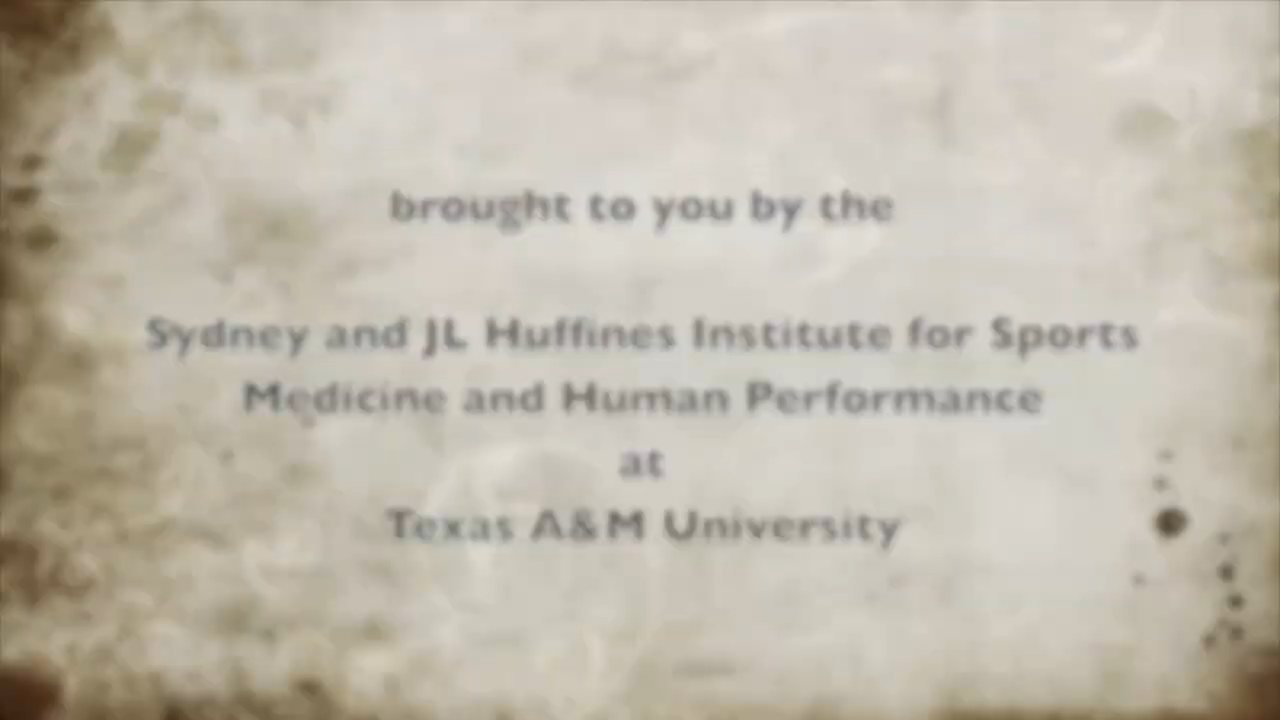 brought to you by the
Sydney and JL Huffines Institute for Sports
Medicine and Human Performance
at
Texas A&M University